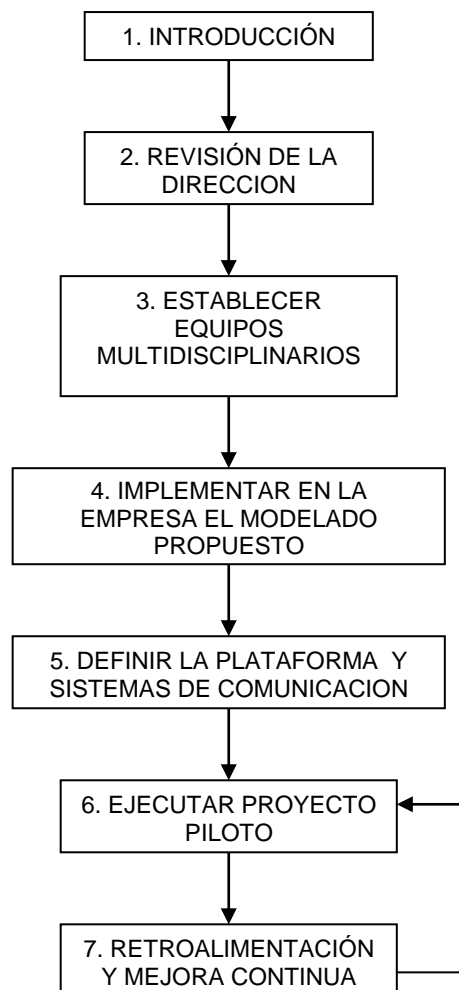 1. INTRODUCCIÓN
2. REVISIÓN DE LA
DIRECCION
3. ESTABLECER
EQUIPOS
MULTIDISCIPLINARIOS
4. IMPLEMENTAR EN LA
EMPRESA EL MODELADO
PROPUESTO
5. DEFINIR LA PLATAFORMA Y
SISTEMAS DE COMUNICACION
6. EJECUTAR PROYECTO
PILOTO
7. RETROALIMENTACIÓN
Y MEJORA CONTINUA